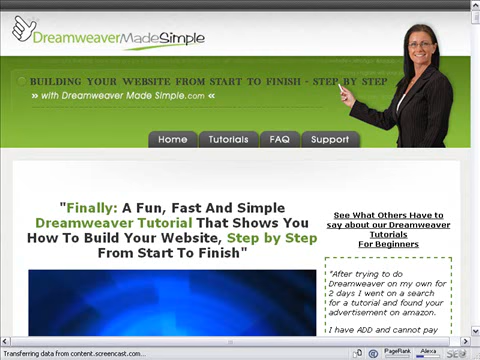 DreamweaverMadeSimple
BUILDING YOUR WEBSITE FROM START TO FINISH - STEP BY STEP
» with Dreamweaver Made Simple.com «
Home Tutorials FAQ Support
"Finally: A Fun, Fast And Simple
Dreamweaver Tutorial That Shows You
How To Build Your Website, Step by Step
From Start To Finish"
See What Others Have to
say about our Dreamweaver
Tutorials
For Beginners
"After trying to do
Dreamweaver on my own for
2 days I went on a search
for a tutorial and found your
advertisement on amazon.
I have ADD and cannot pay
Transferring data from content.screencast.com... PageRank Alexa SEO